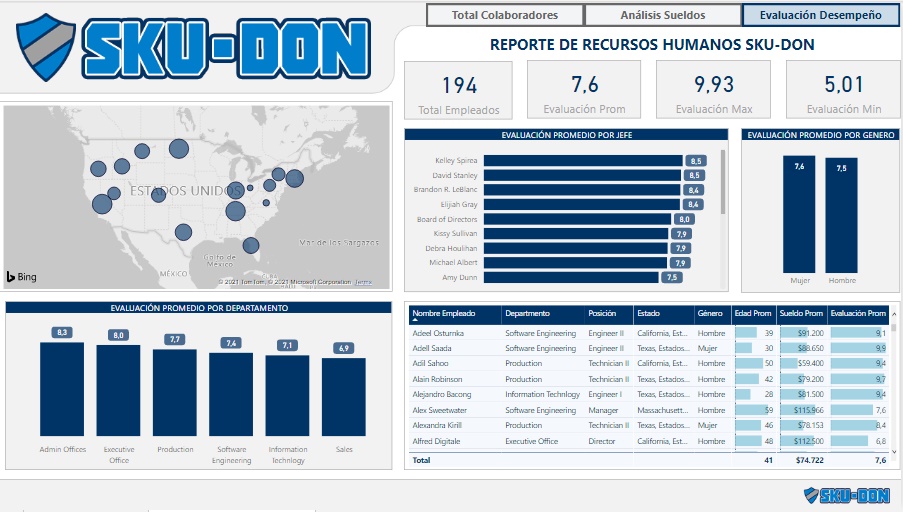 SKU-DON
Total Colaboradores
Análisis Sueldos
Evaluación Desempeño
REPORTE DE RECURSOS HUMANOS SKU-DON
194
Total Empleados
7,6
Evaluación Prom
9,93
Evaluación Max
5,01
Evaluación Min
ESTADOS UNIDOS
Mar de los Sargazos
Golfo de
México
MÉXICO
CUBA
Bing
© 2021 TomTom, © 2021 Microsoft Corporation Terms
EVALUACIÓN PROMEDIO POR JEFE
Kelley Spirea 8,5
David Stanley 8,5
Brandon R. LeBlanc 8,4
Elijiah Gray 8,4
Board of Directors 8,0
Kissy Sullivan 7,9
Debra Houlihan 7,9
Michael Albert 7,9
Amy Dunn 7,5
EVALUACIÓN PROMEDIO POR GENERO
7,6 7,5
Mujer Hombre
EVALUACIÓN PROMEDIO POR DEPARTAMENTO
8,3 8,0 7,7 7,4 7,1 6,9
Admin Offices Executive Office Production Software Engineering Information Technlogy Sales
Nombre Empleado Departamento Posición Estado Género Edad Prom Sueldo Prom Evaluación Prom
Adeel Osturnka Software Engineering Engineer II California, Est... Hombre 39 $91.200 9,1
Adell Saada Software Engineering Engineer II Texas, Estados... Mujer 30 $88.650 9,9
Adil Sahoo Production Technician II California, Est... Hombre 50 $59.400 9,4
Alain Robinson Production Technician II Texas, Estados... Hombre 42 $79.200 9,7
Alejandro Bacong Information Technlogy Engineer I Texas, Estados... Hombre 28 $81.500 9,4
Alex Sweetwater Software Engineering Manager Massachusett... Hombre 59 $115.966 7,6
Alexandra Kirill Production Technician II Texas, Estados... Mujer 46 $78.153 8,4
Alfred Digitale Executive Office Director California, Est... Hombre 48 $112.500 6,8
Total 41 $74.722 7,6
SKU-DON